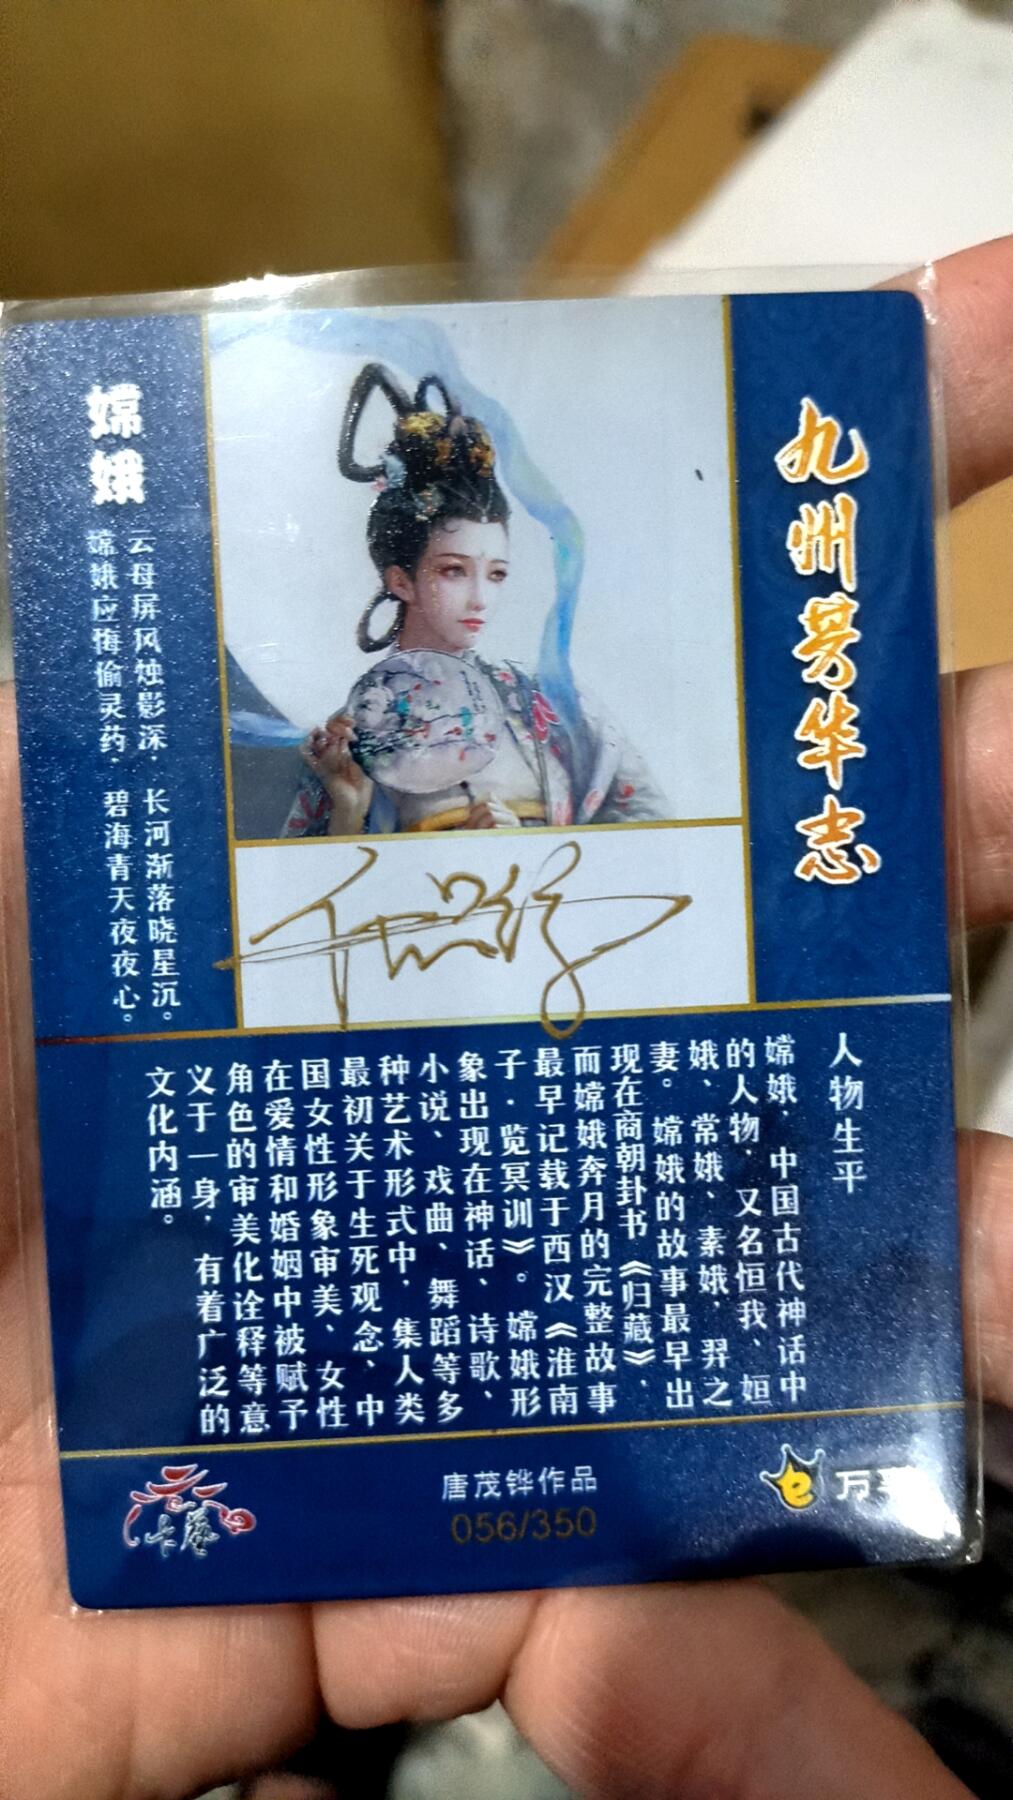 九州芳华志
嫦娥
云母屏风烛影深，长河渐落晓星沉。
嫦娥应悔偷灵药，碧海青天夜夜心。
人物生平
嫦娥，中国古代神话中
的人物，又名恒我、姮
娥、常娥、素娥，羿之
妻。嫦娥的故事最早出
现在商朝卦书《归藏》，
而嫦娥奔月的完整故事
最早记载于西汉《淮南
子·览冥训》。嫦娥形
象出现在神话、诗歌、
小说、戏曲、舞蹈等多
种艺术形式中，集人类
最初关于生死观念、中
国女性形象审美、女性
在爱情和婚姻中被赋予
角色的审美化诠释等意
义于一身，有着广泛的
文化内涵。
唐茂铧作品
056/350
万